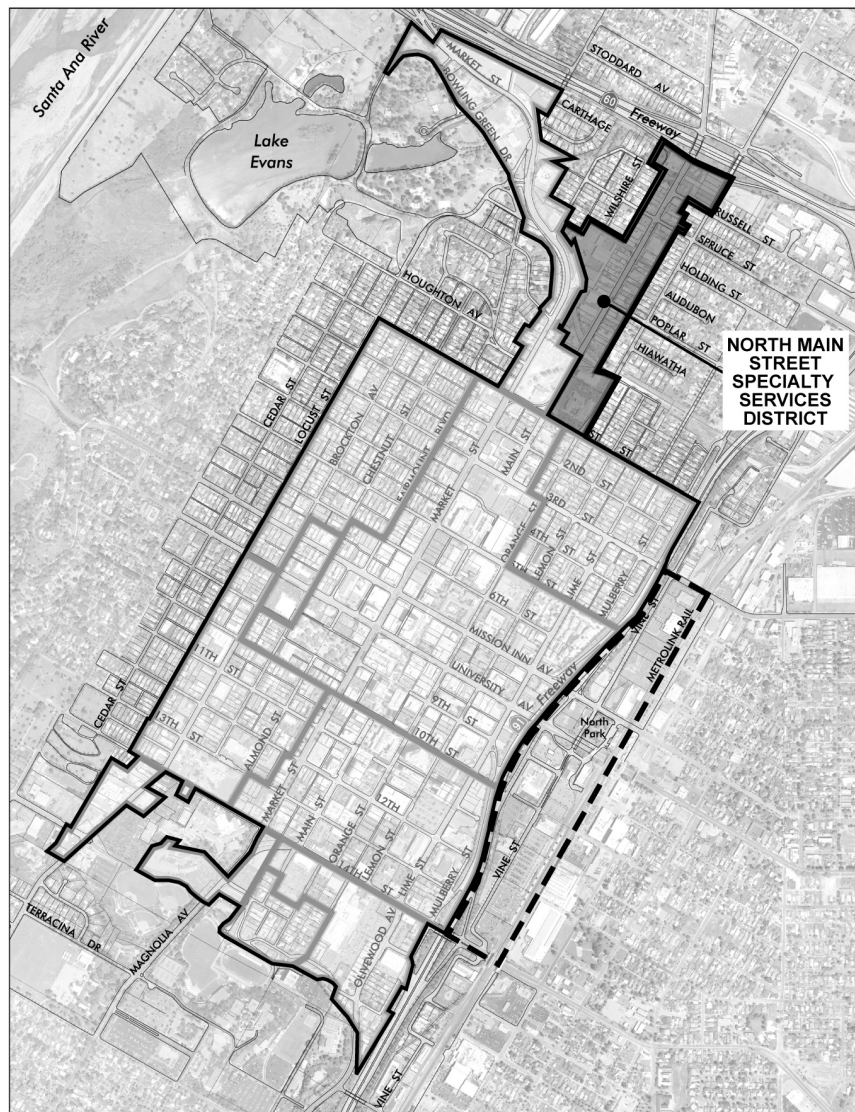 Santa Ana River
MARKET ST
STODDARD AV
BOWLING GREEN DR
60
Freeway
CARTHAGE
Lake
Evans
WILSHIRE ST
RUSSELL ST
SPRUCE ST
HOLDING ST
AUDUBON
POPLAR ST
HIAWATHA
HOUGHTON AV
NORTH MAIN
STREET
SPECIALTY
SERVICES
DISTRICT
CEDAR ST
LOCUST ST
BROCKTON AV
CHESTNUT ST
FAIRMOUNT BLVD
MARKET ST
MAIN ST
ST
2ND ST
3RD ST
ORANGE ST
4TH ST
LEMON ST
5TH ST
LIME ST
MULBERRY ST
6TH ST
MISSION INN AV
UNIVERSITY AV
VINE ST
METROLINK RAIL
Freeway
91
9TH ST
10TH ST
North
Park
11TH ST
CEDAR ST
13TH ST
ALMOND ST
MARKET ST
MAIN ST
12TH
ORANGE ST
LEMON ST
14TH ST
LIME ST
MULBERRY ST
VINE ST
OLIVEWOOD AV
TERRACINA DR
MAGNOLIA AV
VINE ST